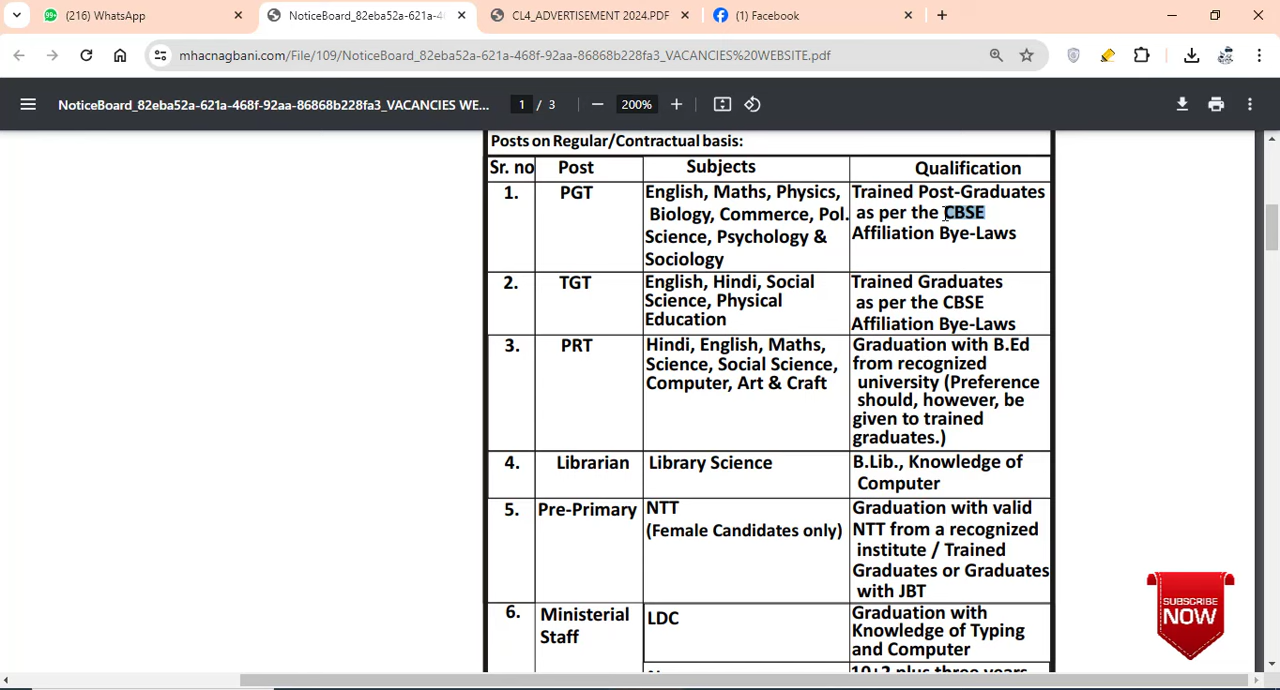 (216) WhatsApp
NoticeBoard_82eba52a-621a-4
CL4_ADVERTISEMENT 2024.PDF
(1) Facebook
99+
mhacnagbani.com/File/109/NoticeBoard_82eba52a-621a-468f-92aa-86868b228fa3_VACANCIES%20WEBSITE.pdf
NoticeBoard_82eba52a-621a-468f-92aa-86868b228fa3_VACANCIES WE...
1 / 3
200%
Posts on Regular/Contractual basis:
Sr. no Post Subjects Qualification
1. PGT
English, Maths, Physics,
Biology, Commerce, Pol.
Science, Psychology &
Sociology
Trained Post-Graduates
as per the CBSE
Affiliation Bye-Laws
2. TGT
English, Hindi, Social
Science, Physical
Education
Trained Graduates
as per the CBSE
Affiliation Bye-Laws
3. PRT
Hindi, English, Maths,
Science, Social Science,
Computer, Art & Craft
Graduation with B.Ed
from recognized
university (Preference
should, however, be
given to trained
graduates.)
4. Librarian
Library Science
B.Lib., Knowledge of
Computer
5. Pre-Primary
NTT
(Female Candidates only)
Graduation with valid
NTT from a recognized
institute / Trained
Graduates or Graduates
with JBT
6. Ministerial
Staff
LDC
Graduation with
Knowledge of Typing
and Computer
10+2 plus three years
SUBSCRIBE
NOW